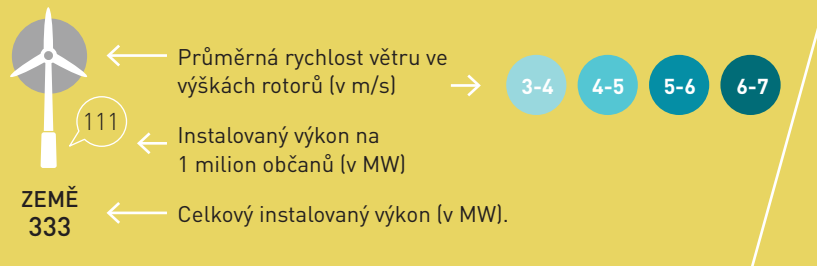 Průměrná rychlost větru ve
výškách rotorů (v m/s)
3-4 4-5 5-6 6-7
111
Instalovaný výkon na
1 milion občanů (v MW)
ZEMĚ
333
Celkový instalovaný výkon (v MW).